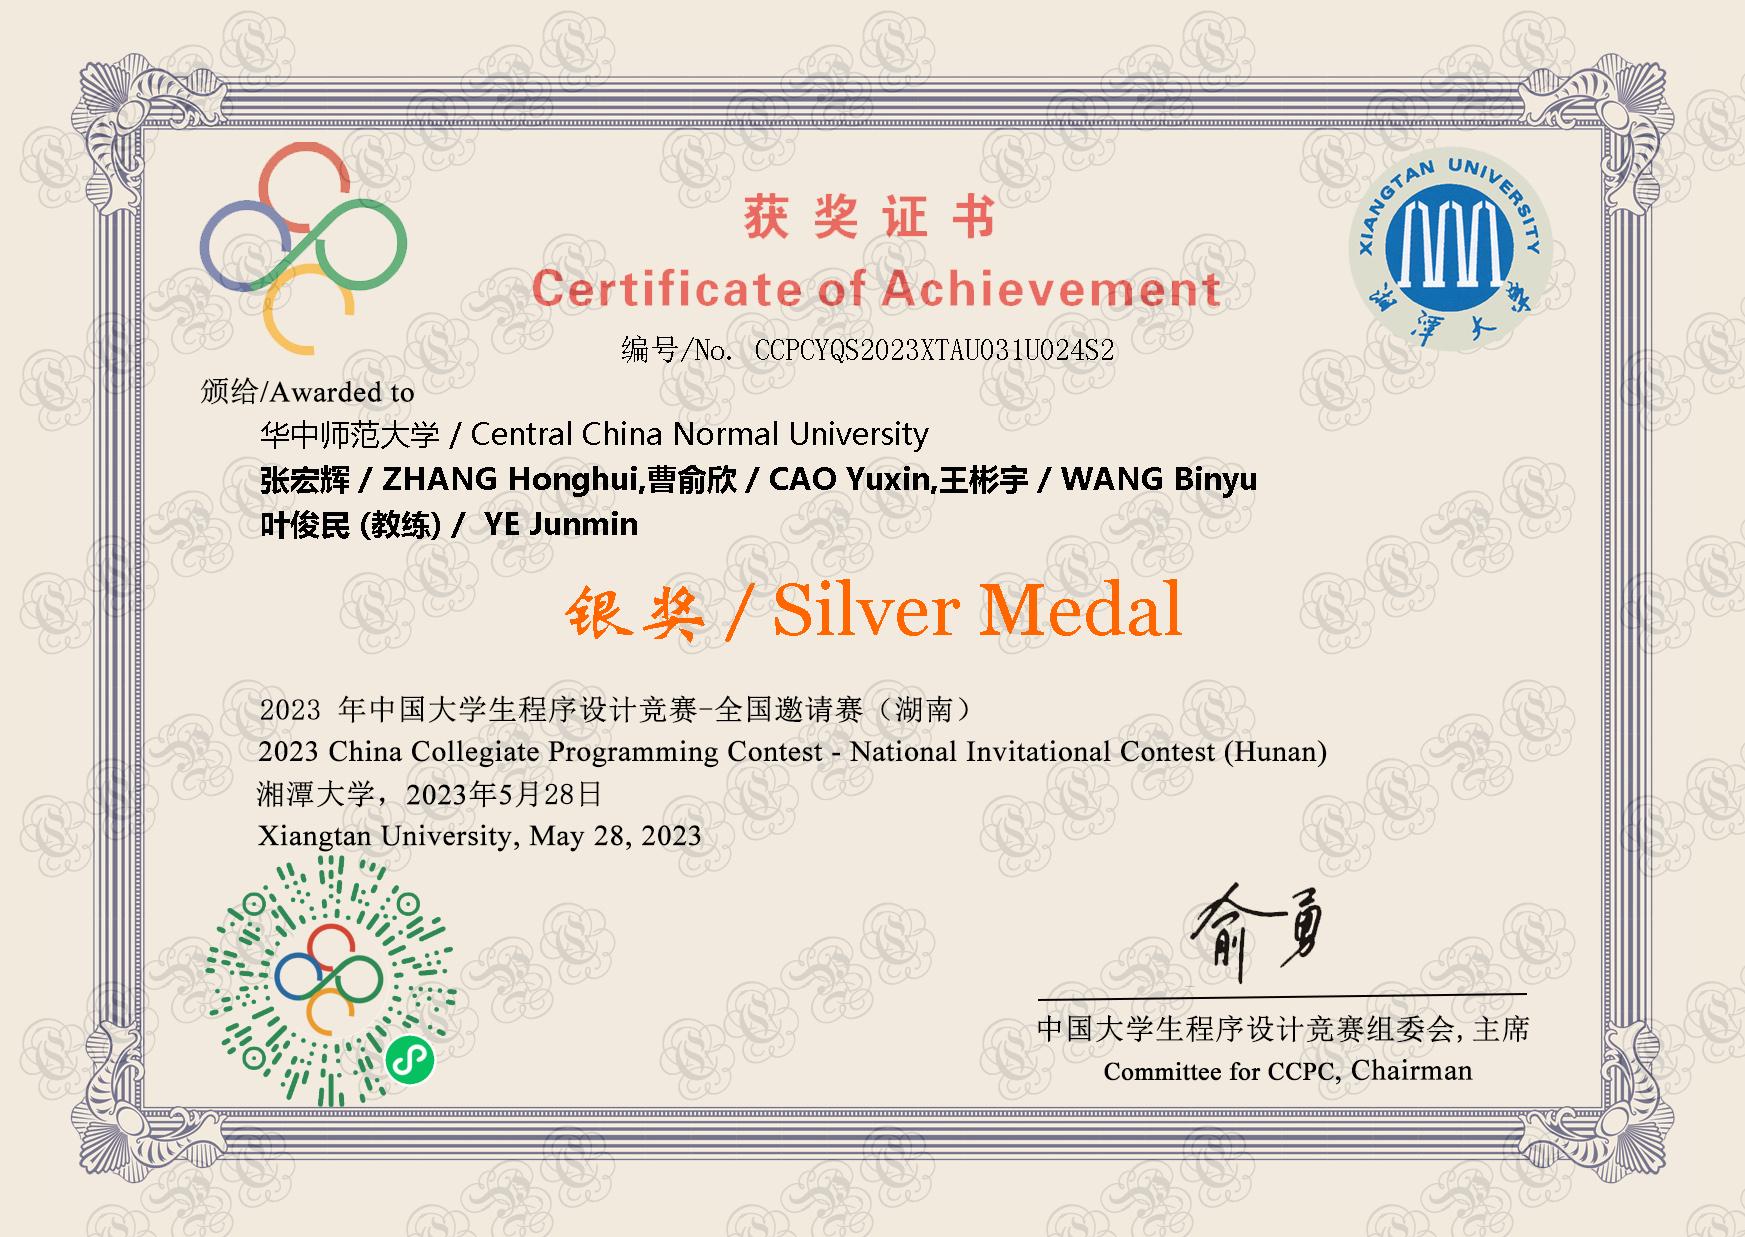 获奖证书
Certificate of Achievement
XIANGTAN UNIVERSITY
湘潭大学
编号/No. CCPCYQS2023XTAU031U024S2
颁给/Awarded to
华中师范大学 / Central China Normal University
张宏辉 / ZHANG Honghui,曹俞欣 / CAO Yuxin,王彬宇 / WANG Binyu
叶俊民 (教练) / YE Junmin
银奖 / Silver Medal
2023 年中国大学生程序设计竞赛-全国邀请赛（湖南）
2023 China Collegiate Programming Contest - National Invitational Contest (Hunan)
湘潭大学，2023年5月28日
Xiangtan University, May 28, 2023
俞勇
中国大学生程序设计竞赛组委会, 主席
Committee for CCPC, Chairman